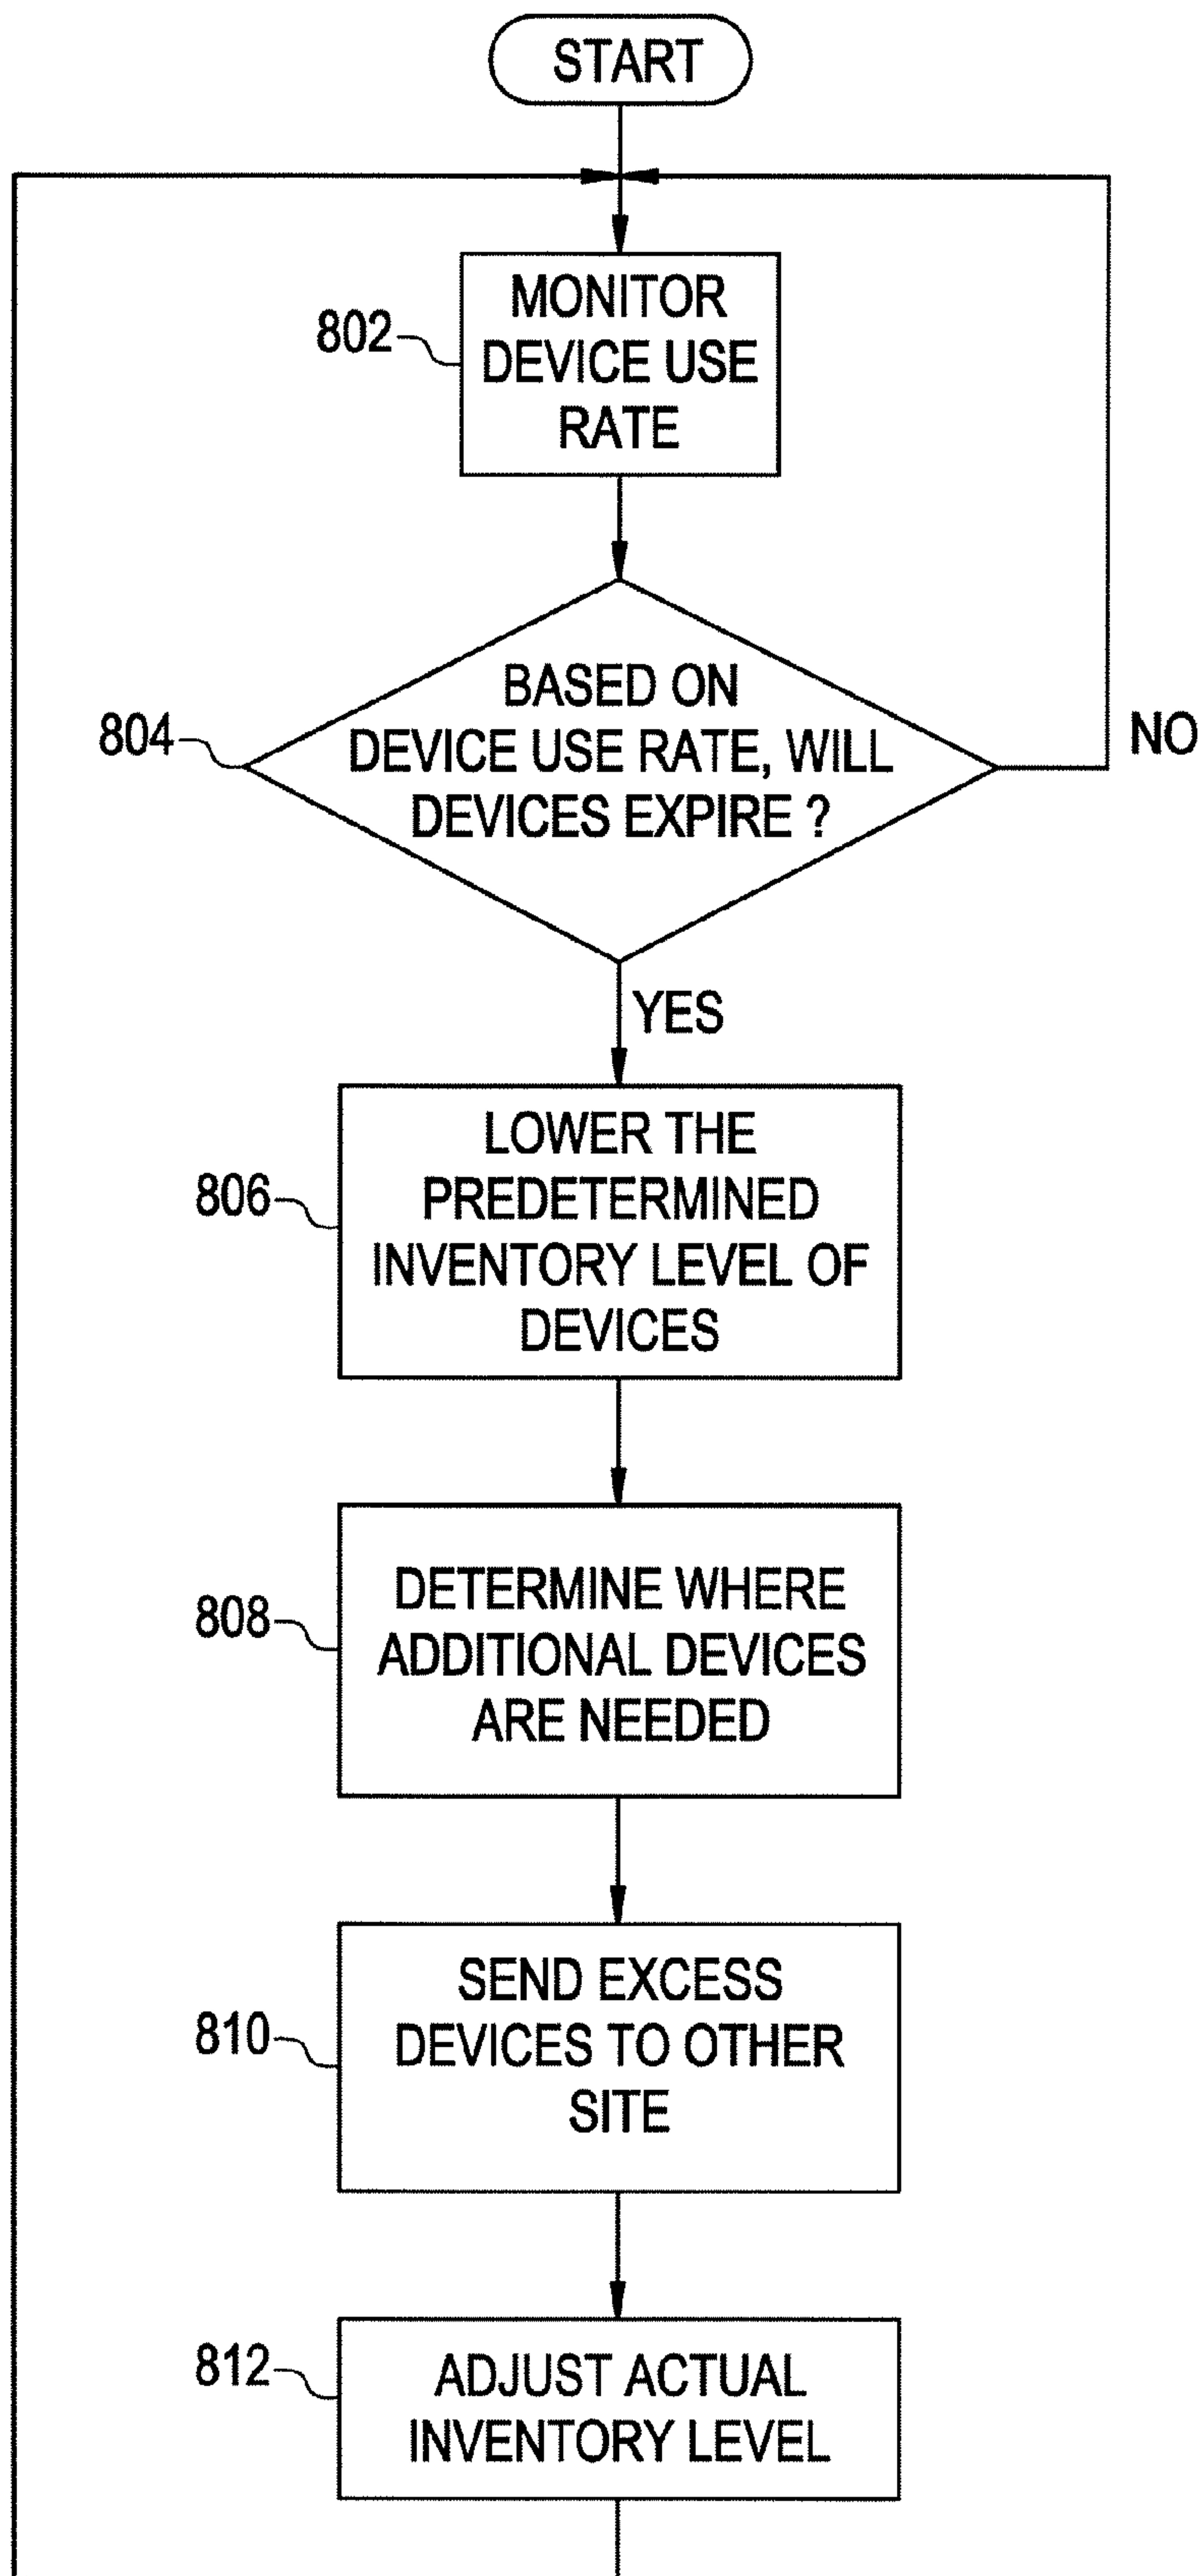 START
802
MONITOR
DEVICE USE
RATE
804
BASED ON
DEVICE USE RATE, WILL
DEVICES EXPIRE ?
NO
YES
806
LOWER THE
PREDETERMINED
INVENTORY LEVEL OF
DEVICES
808
DETERMINE WHERE
ADDITIONAL DEVICES
ARE NEEDED
810
SEND EXCESS
DEVICES TO OTHER
SITE
812
ADJUST ACTUAL
INVENTORY LEVEL